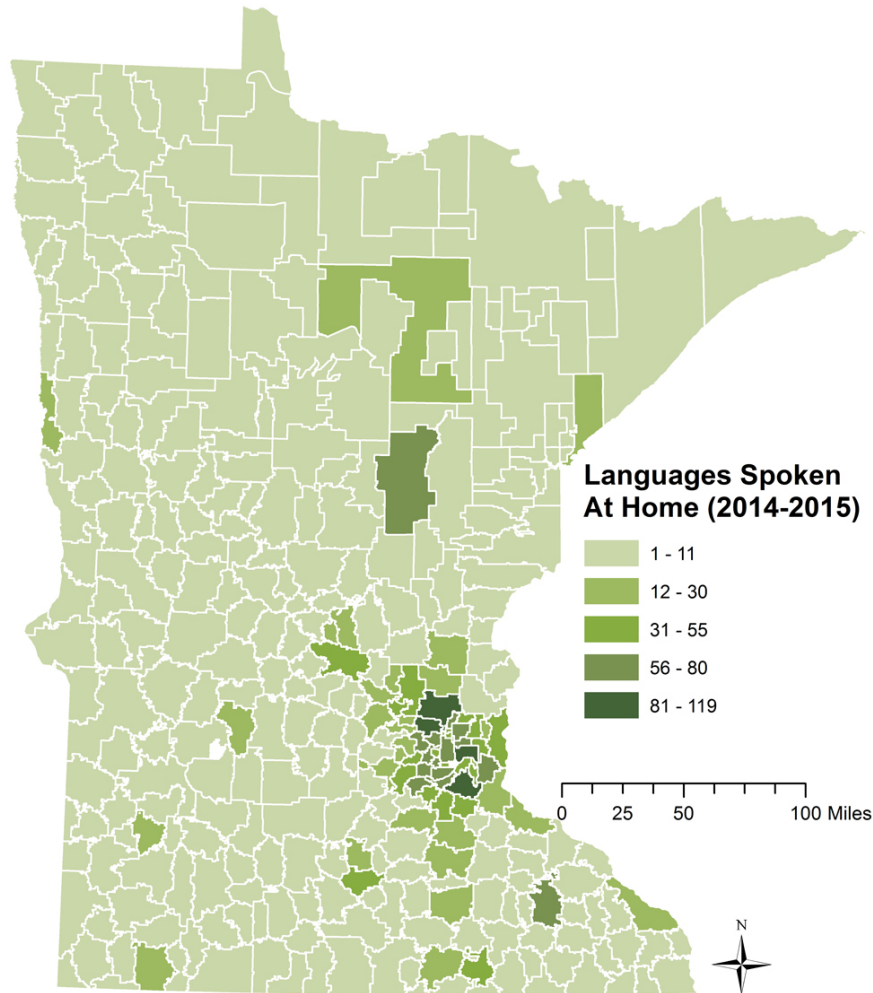 Languages Spoken
At Home (2014-2015)
1 - 11
12 - 30
31 - 55
56 - 80
81 - 119
0 25 50 100 Miles
N